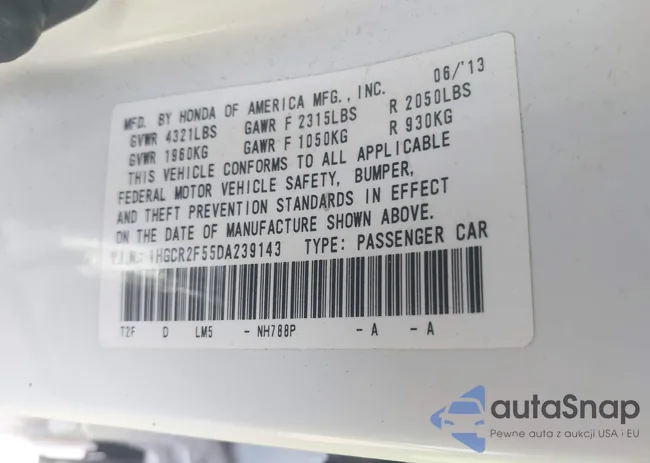 MFD. BY HONDA OF AMERICA MFG., INC. 06/'13
GVWR 4321LBS GAWR F 2315LBS R 2050LBS
GVWR 1960KG GAWR F 1050KG R 930KG
THIS VEHICLE CONFORMS TO ALL APPLICABLE
FEDERAL MOTOR VEHICLE SAFETY, BUMPER,
AND THEFT PREVENTION STANDARDS IN EFFECT
ON THE DATE OF MANUFACTURE SHOWN ABOVE.
V.I.N.: 1HGCR2F55DA239143 TYPE: PASSENGER CAR
T2F D LM5 - NH788P - A - A
autaSnap
Pewne auta z aukcji USA i EU